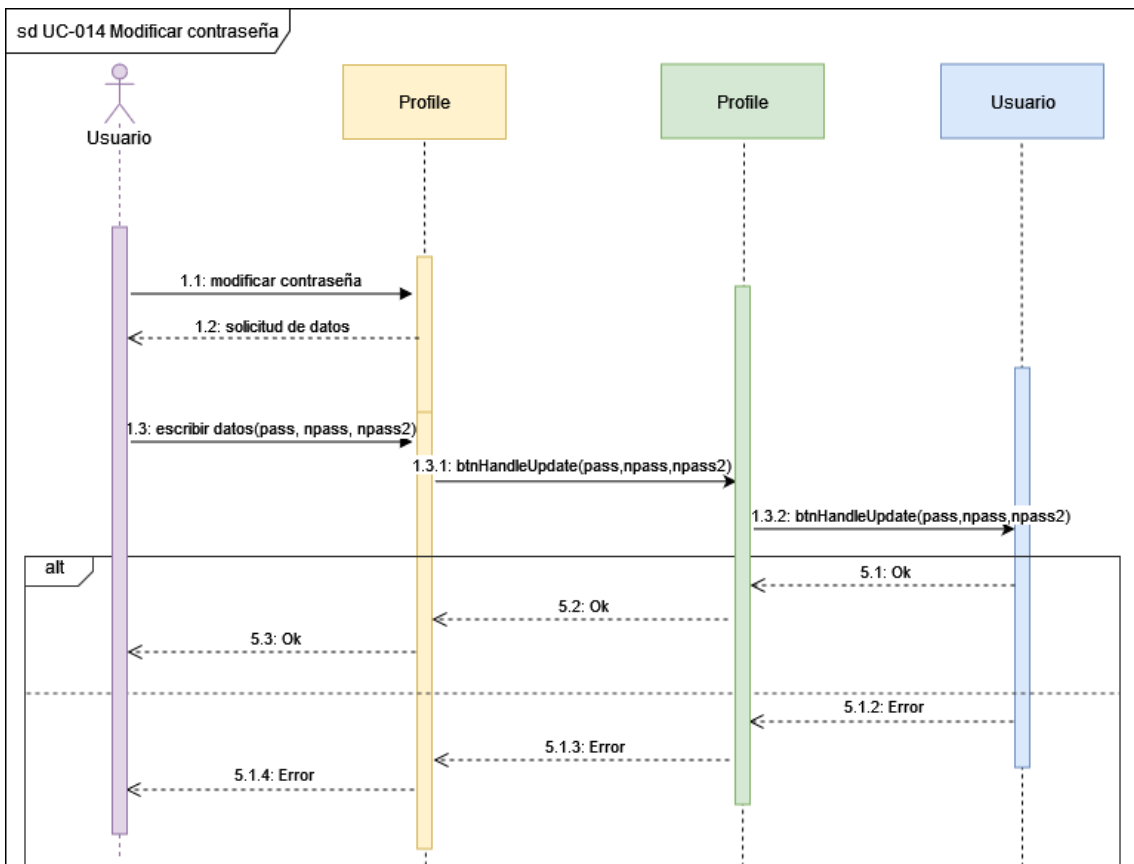 sd UC-014 Modificar contraseña
Usuario
Profile
Profile
Usuario
1.1: modificar contraseña
1.2: solicitud de datos
1.3: escribir datos(pass, npass, npass2)
1.3.1: btnHandleUpdate(pass,npass,npass2)
1.3.2: btnHandleUpdate(pass,npass,npass2)
alt
5.1: Ok
5.2: Ok
5.3: Ok
5.1.2: Error
5.1.3: Error
5.1.4: Error